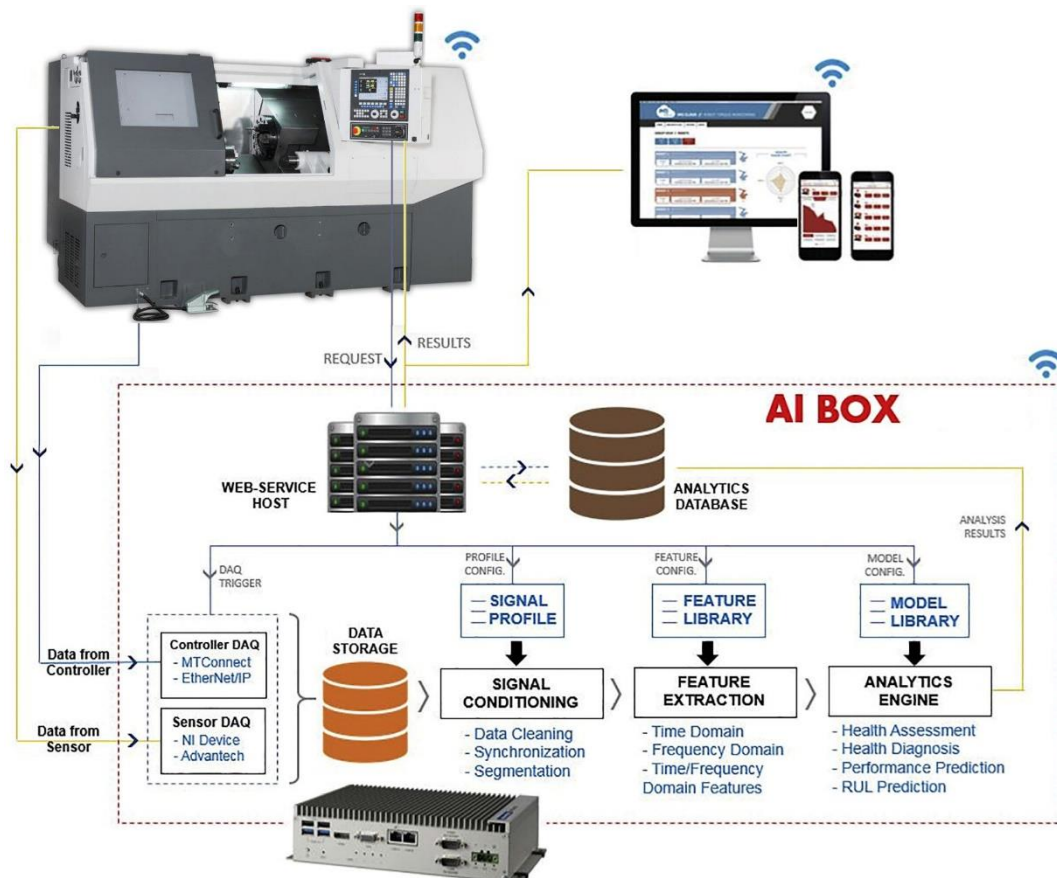 REQUEST
RESULTS
AI BOX
WEB-SERVICE
HOST
ANALYTICS
DATABASE
ANALYSIS
RESULTS
DAQ
TRIGGER
PROFILE
CONFIG.
FEATURE
CONFIG.
MODEL
CONFIG.
SIGNAL
PROFILE
FEATURE
LIBRARY
MODEL
LIBRARY
Data from
Controller
Controller DAQ
- MTConnect
- EtherNet/IP
Data from
Sensor
Sensor DAQ
- NI Device
- Advantech
DATA
STORAGE
SIGNAL
CONDITIONING
- Data Cleaning
- Synchronization
- Segmentation
FEATURE
EXTRACTION
- Time Domain
- Frequency Domain
- Time/Frequency
Domain Features
ANALYTICS
ENGINE
- Health Assessment
- Health Diagnosis
- Performance Prediction
- RUL Prediction